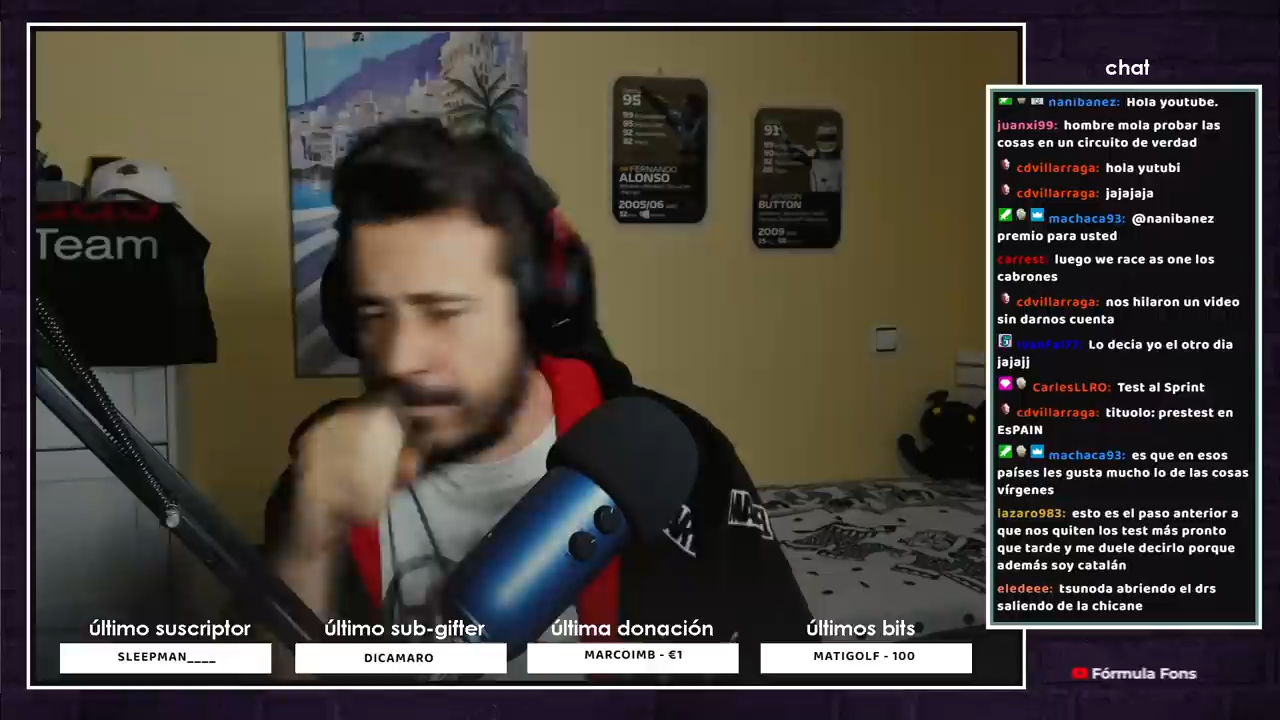 chat
nanibanez: Hola youtube.
juanxi99: hombre mola probar las
cosas en un circuito de verdad
cdvillarraga: hola yutubi
cdvillarraga: jajajaja
machaca93: @nanibanez
premio para usted
carrest: luego we race as one los
cabrones
cdvillarraga: nos hilaron un video
sin darnos cuenta
Lo decia yo el otro dia
jajajj
CarlesLLRO: Test al Sprint
cdvillarraga: tituolo: prestest en
EsPAIN
machaca93: es que en esos
países les gusta mucho lo de las cosas
vírgenes
lazaro983: esto es el paso anterior a
que nos quiten los test más pronto
que tarde y me duele decirlo porque
además soy catalán
eledeee: tsunoda abriendo el drs
saliendo de la chicane
Team
95
FERNANDO
ALONSO
2005/06
91
BUTTON
2009
último suscriptor
SLEEPMAN____
último sub-gifter
DICAMARO
última donación
MARCOIMB - €1
últimos bits
MATIGOLF - 100
Fórmula Fons